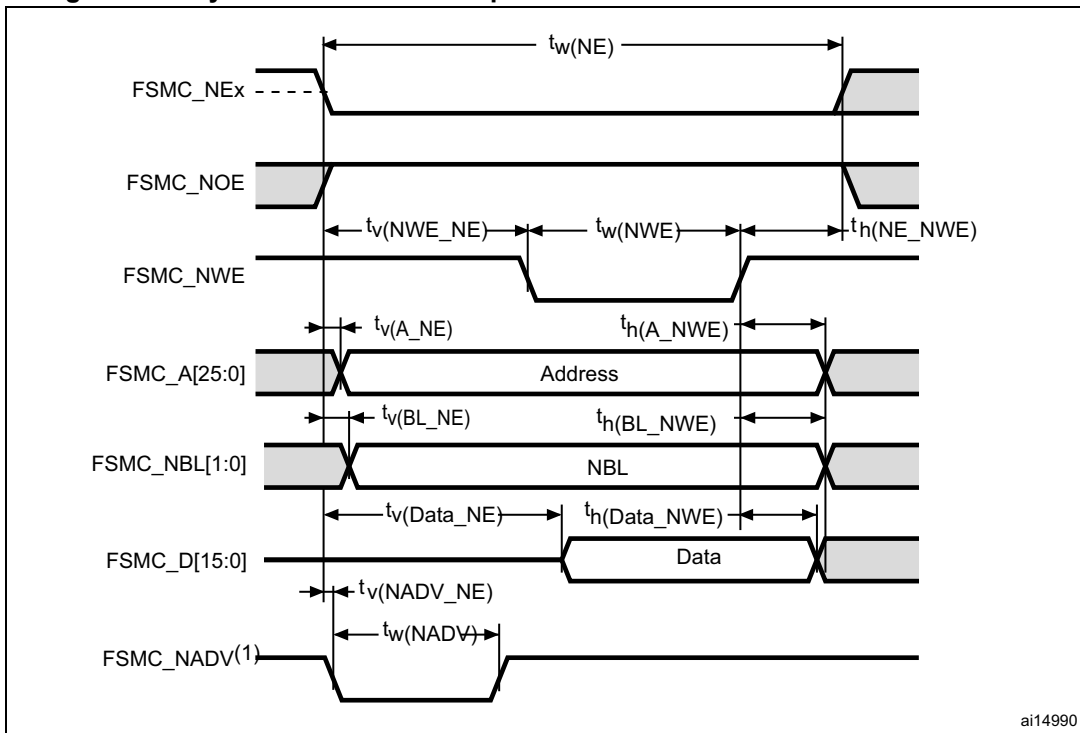 tw(NE)
FSMC_NEx
FSMC_NOE
tv(NWE_NE)
tw(NWE)
th(NE_NWE)
FSMC_NWE
tv(A_NE)
th(A_NWE)
FSMC_A[25:0]
Address
tv(BL_NE)
th(BL_NWE)
FSMC_NBL[1:0]
NBL
tv(Data_NE)
th(Data_NWE)
FSMC_D[15:0]
Data
tv(NADV_NE)
tw(NADV)
FSMC_NADV(1)
ai14990